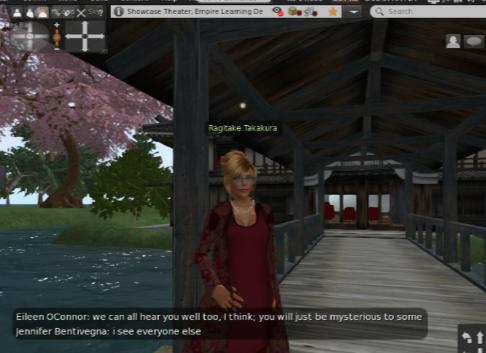 Showcase Theater, Empire Learning De
Search
Ragitake Takakura
Eileen OConnor: we can all hear you well too, I think; you will just be mysterious to some
Jennifer Bentivegna: i see everyone else